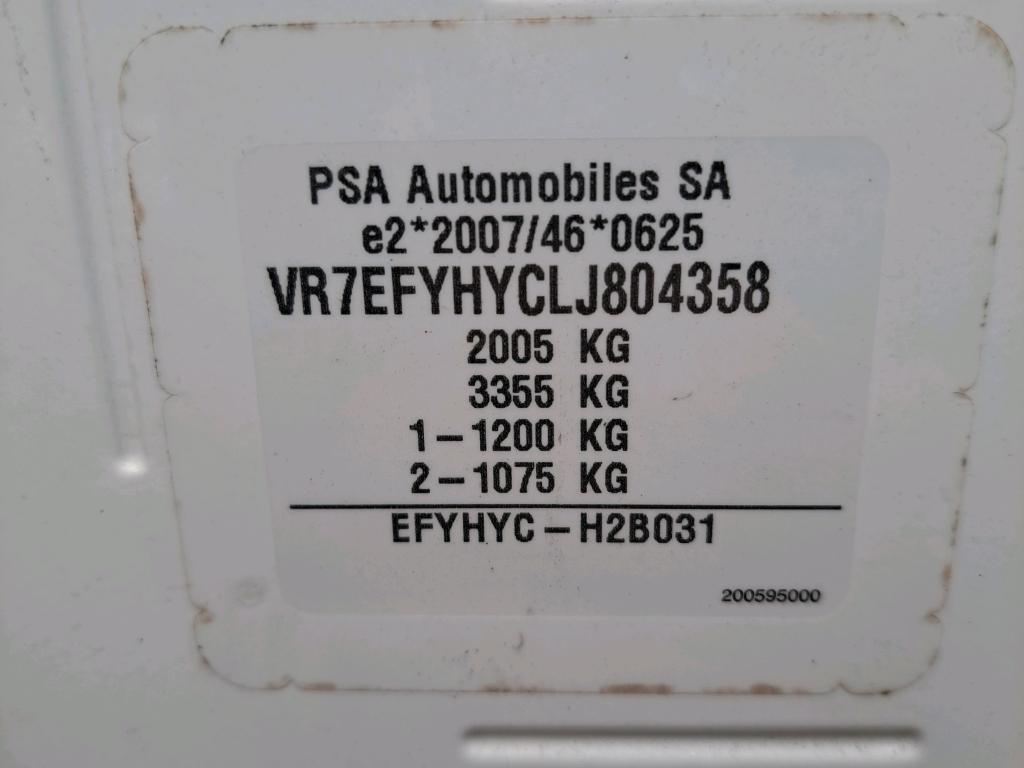 PSA Automobiles SA
e2*2007/46*0625
VR7EFYHYCLJ804358
2005 KG
3355 KG
1-1200 KG
2-1075 KG
EFYHYC-H2B031
200595000